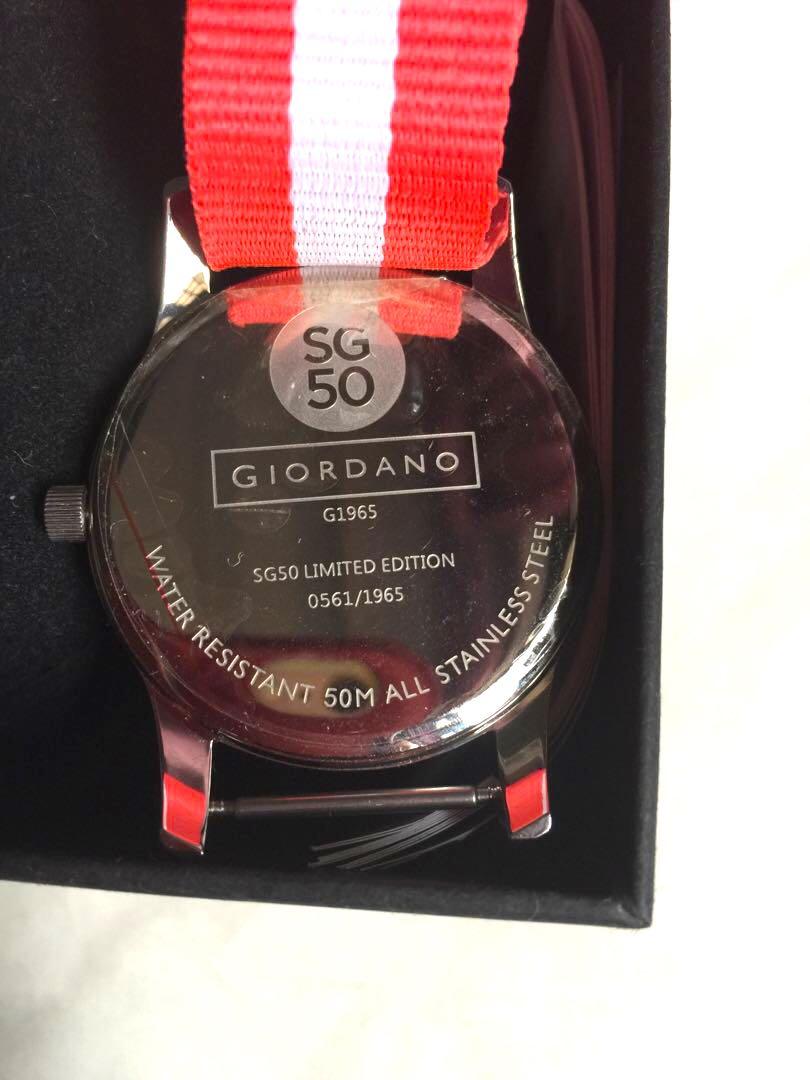 SG
50
GIORDANO
G1965
SG50 LIMITED EDITION
0561/1965
WATER RESISTANT 50M ALL STAINLESS STEEL